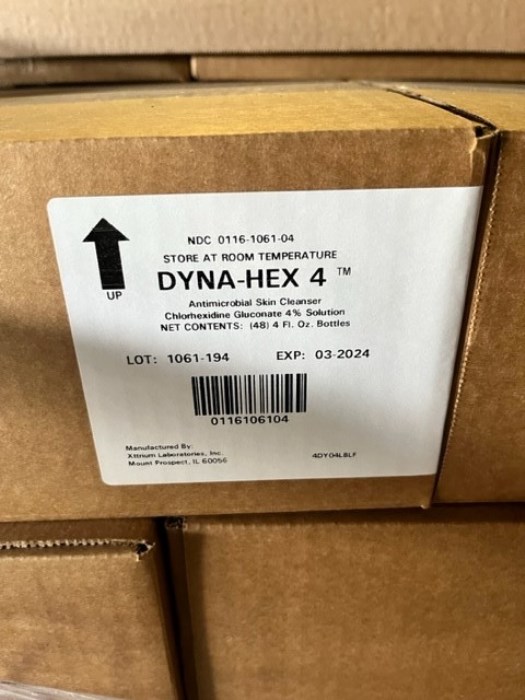 NDC 0116-1061-04
STORE AT ROOM TEMPERATURE
DYNA-HEX 4 ™
UP
Antimicrobial Skin Cleanser
Chlorhexidine Gluconate 4% Solution
NET CONTENTS: (48) 4 Fl. Oz. Bottles
LOT: 1061-194 EXP: 03-2024
0116106104
Manufactured By:
Xttrium Laboratories, Inc.
Mount Prospect, IL 60056
4DY04LBLF